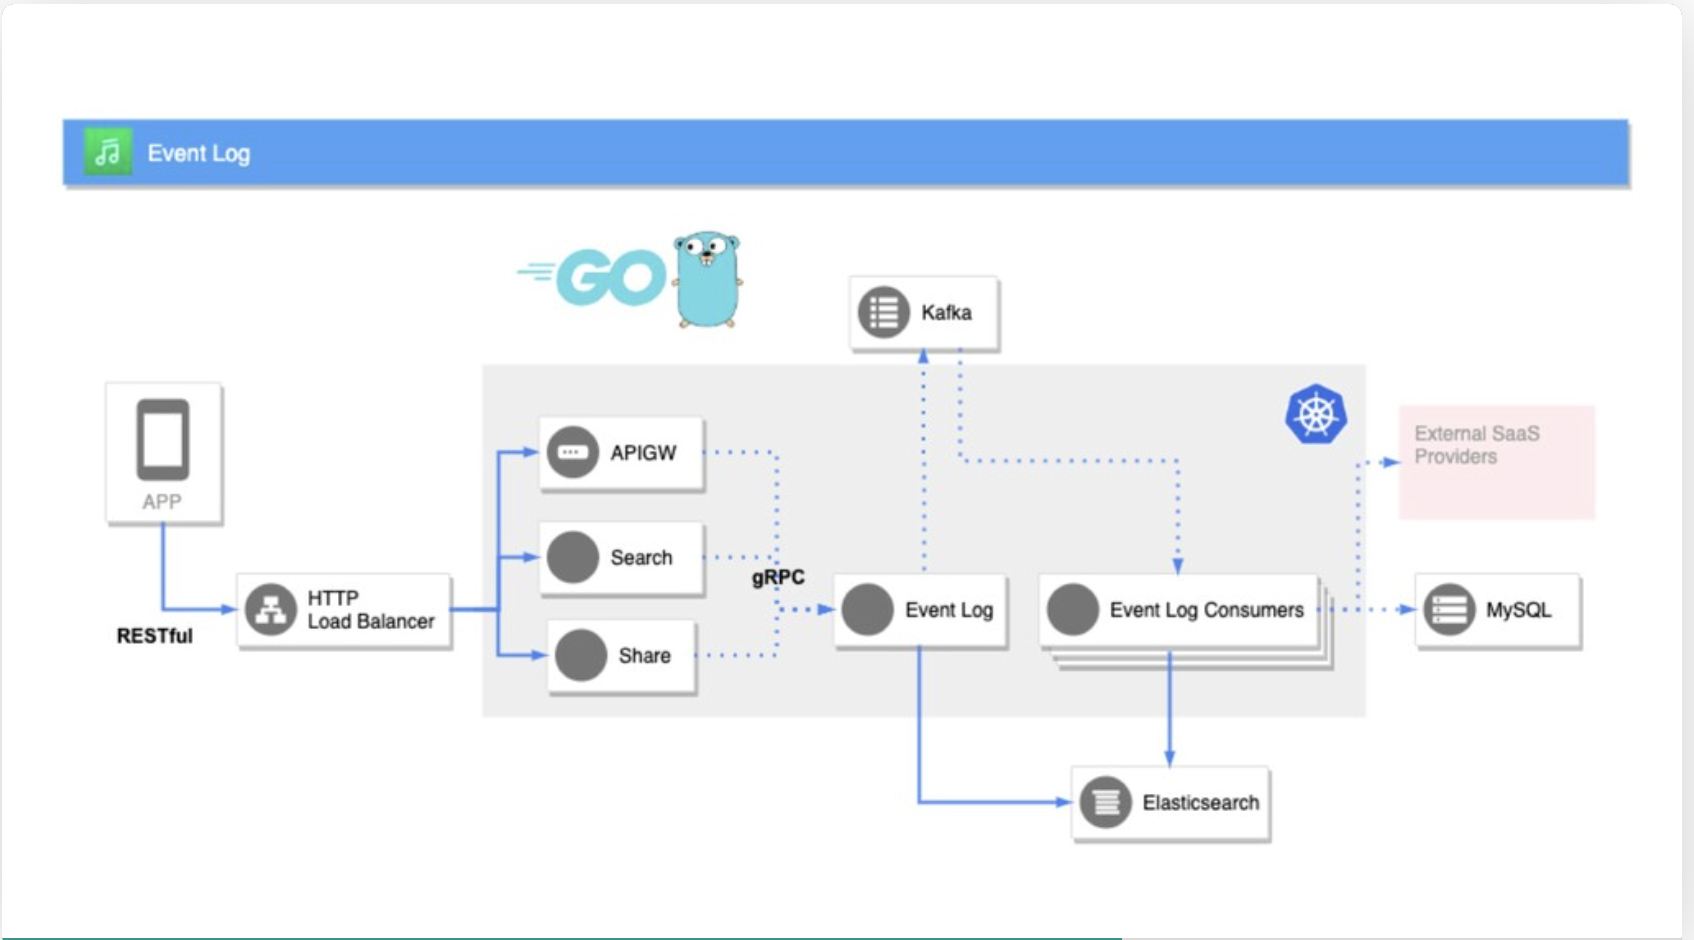 Event Log
GO
Kafka
APP
APIGW
External SaaS
Providers
Search
gRPC
HTTP
Load Balancer
RESTful
Share
Event Log
Event Log Consumers
MySQL
Elasticsearch